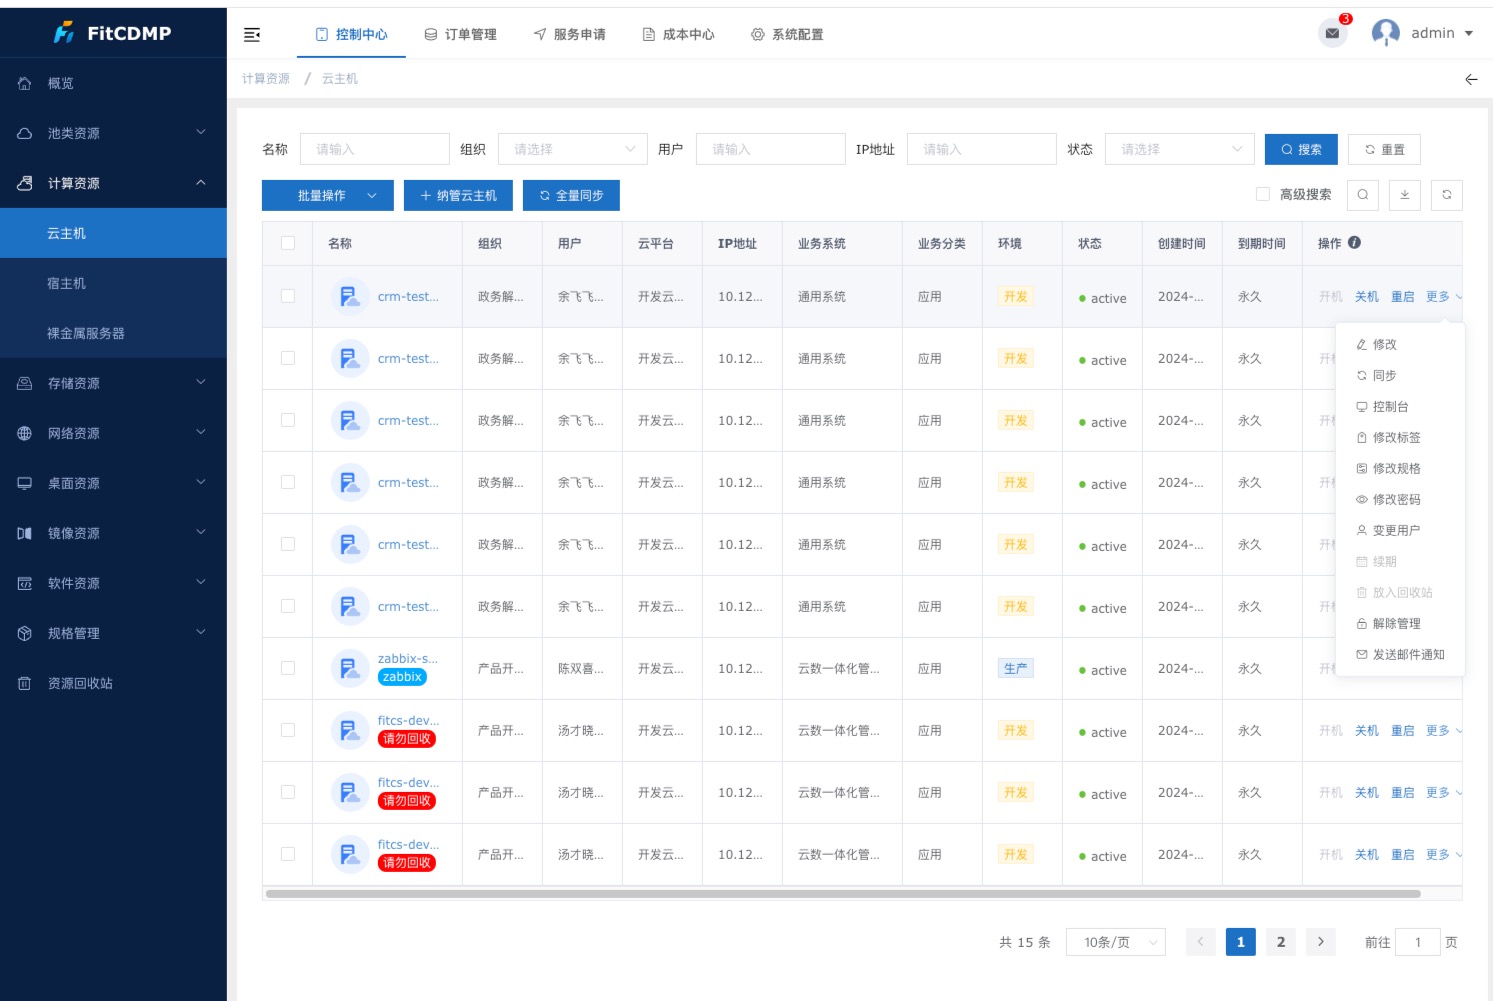 FitCDMP
控制中心 订单管理 服务申请 成本中心 系统配置 3 admin
概览
池类资源
计算资源
云主机
宿主机
裸金属服务器
存储资源
网络资源
桌面资源
镜像资源
软件资源
规格管理
资源回收站
计算资源 / 云主机
名称 请输入 组织 请选择 用户 请输入 IP地址 请输入 状态 请选择 搜索 重置
批量操作 纳管云主机 全量同步 高级搜索
名称 组织 用户 云平台 IP地址 业务系统 业务分类 环境 状态 创建时间 到期时间 操作
crm-test... 政务解... 余飞飞... 开发云... 10.12... 通用系统 应用 开发 active 2024-... 永久 开机 关机 重启 更多
crm-test... 政务解... 余飞飞... 开发云... 10.12... 通用系统 应用 开发 active 2024-... 永久 开
crm-test... 政务解... 余飞飞... 开发云... 10.12... 通用系统 应用 开发 active 2024-... 永久 开
crm-test... 政务解... 余飞飞... 开发云... 10.12... 通用系统 应用 开发 active 2024-... 永久 开
crm-test... 政务解... 余飞飞... 开发云... 10.12... 通用系统 应用 开发 active 2024-... 永久 开
crm-test... 政务解... 余飞飞... 开发云... 10.12... 通用系统 应用 开发 active 2024-... 永久 开
zabbix-s... 产品开... 陈双喜... 开发云... 10.12... 云数一体化管... 应用 生产 active 2024-... 永久 开
zabbix
fitcs-dev... 产品开... 汤才晓... 开发云... 10.12... 云数一体化管... 应用 开发 active 2024-... 永久 开机 关机 重启 更多
请勿回收
fitcs-dev... 产品开... 汤才晓... 开发云... 10.12... 云数一体化管... 应用 开发 active 2024-... 永久 开机 关机 重启 更多
请勿回收
fitcs-dev... 产品开... 汤才晓... 开发云... 10.12... 云数一体化管... 应用 开发 active 2024-... 永久 开机 关机 重启 更多
请勿回收
修改
同步
控制台
修改标签
修改规格
修改密码
变更用户
续期
放入回收站
解除管理
发送邮件通知
共 15 条 10条/页 1 2 前往 1 页